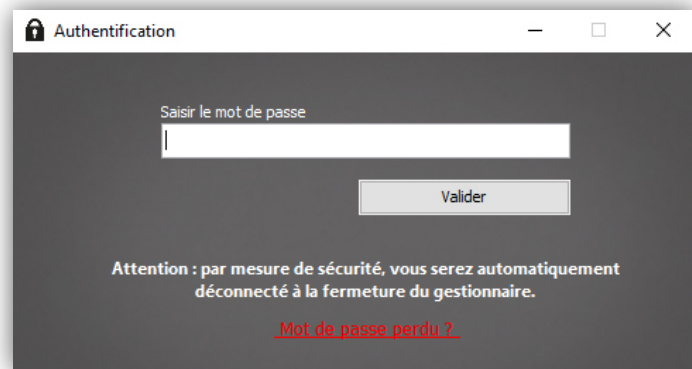 Authentification
Saisir le mot de passe
Valider
Attention : par mesure de sécurité, vous serez automatiquement
déconnecté à la fermeture du gestionnaire.
Mot de passe perdu ?